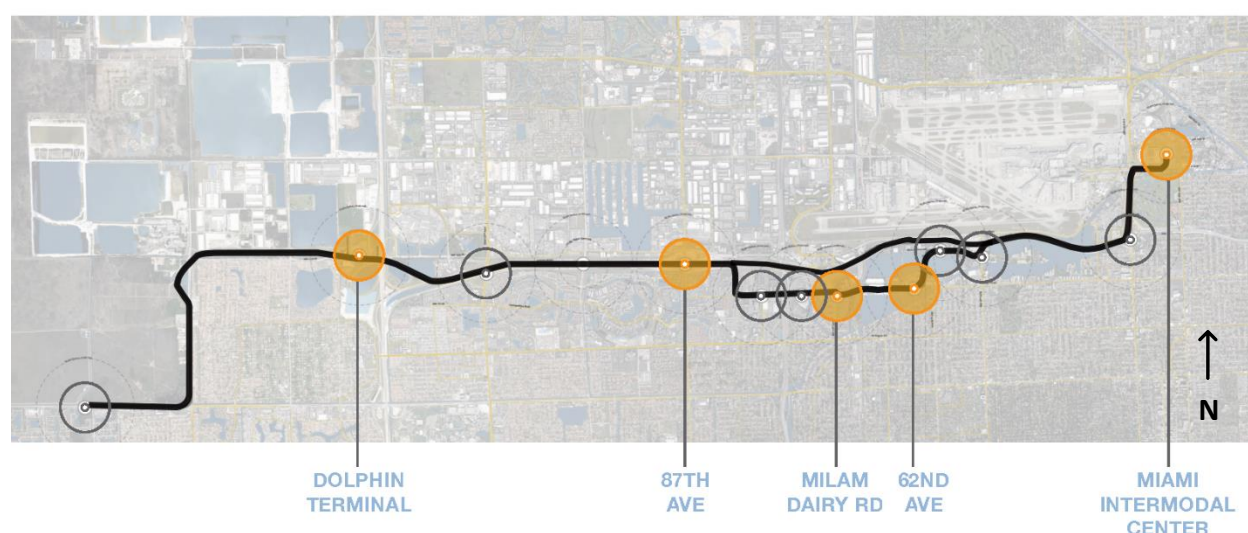 N
DOLPHIN
TERMINAL
87TH
AVE
MILAM
DAIRY RD
62ND
AVE
MIAMI
INTERMODAL
CENTER